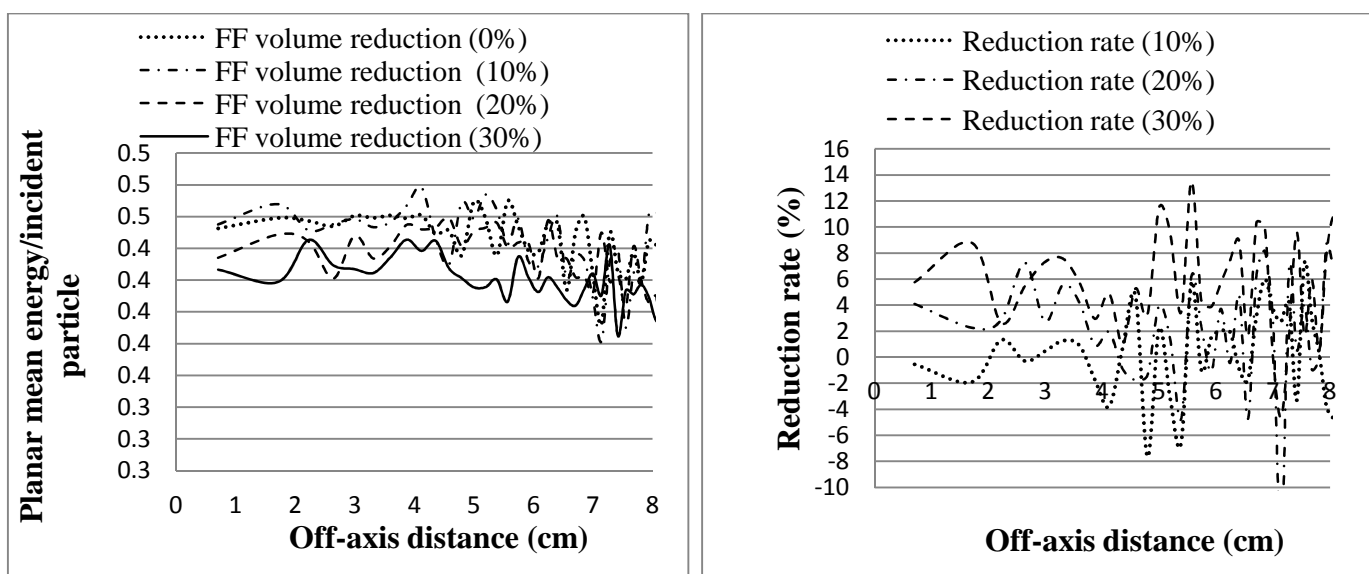 FF volume reduction (0%)
FF volume reduction (10%)
FF volume reduction (20%)
FF volume reduction (30%)
Planar mean energy/incident
particle
0.5
0.5
0.5
0.4
0.4
0.4
0.4
0.4
0.3
0.3
0.3
0 1 2 3 4 5 6 7 8
Off-axis distance (cm)
Reduction rate (10%)
Reduction rate (20%)
Reduction rate (30%)
Reduction rate (%)
16
14
12
10
8
6
4
2
0
-2
-4
-6
-8
-10
0 1 2 3 4 5 6 7 8
Off-axis distance (cm)